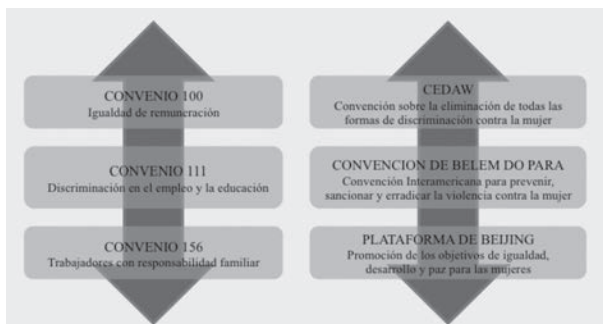 CONVENIO 100
Igualdad de remuneración
CONVENIO 111
Discriminación en el empleo y la educación
CONVENIO 156
Trabajadores con responsabilidad familiar
CEDAW
Convención sobre la eliminación de todas las
formas de discriminación contra la mujer
CONVENCION DE BELEM DO PARA
Convención Interamericana para prevenir,
sancionar y erradicar la violencia contra la mujer
PLATAFORMA DE BEIJING
Promoción de los objetivos de igualdad,
desarrollo y paz para las mujeres